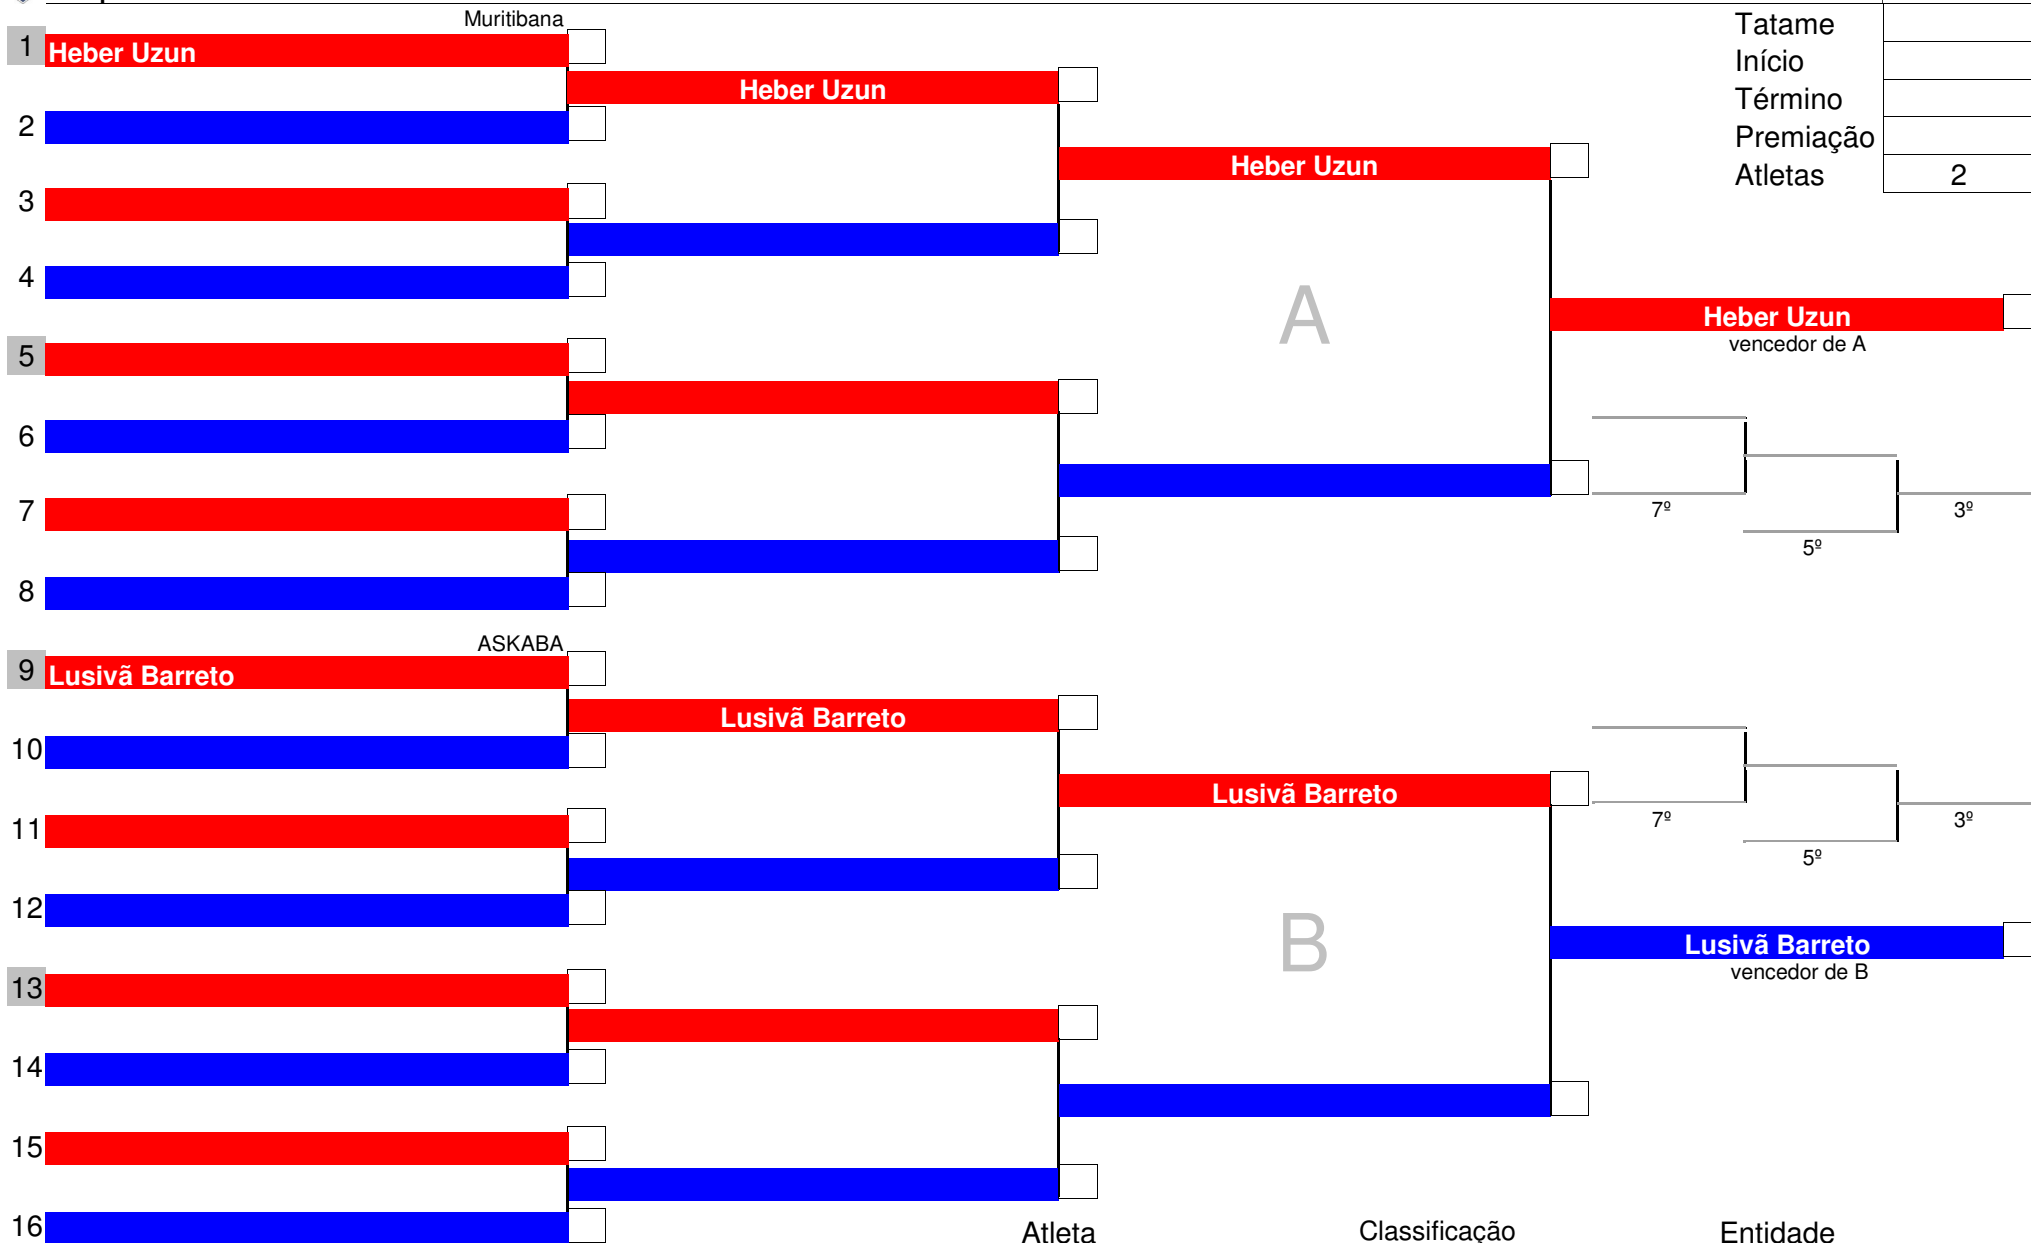 Muritibana
1 Heber Uzun
Heber Uzun
2
Heber Uzun
3
4
A
Heber Uzun
vencedor de A
5
6
7
7º
3º
5º
8
ASKABA
9 Lusivã Barreto
Lusivã Barreto
10
Lusivã Barreto
11
7º
3º
5º
12
B
Lusivã Barreto
vencedor de B
13
14
15
16
Tatame
Início
Término
Premiação
Atletas 2
Atleta Classificação Entidade